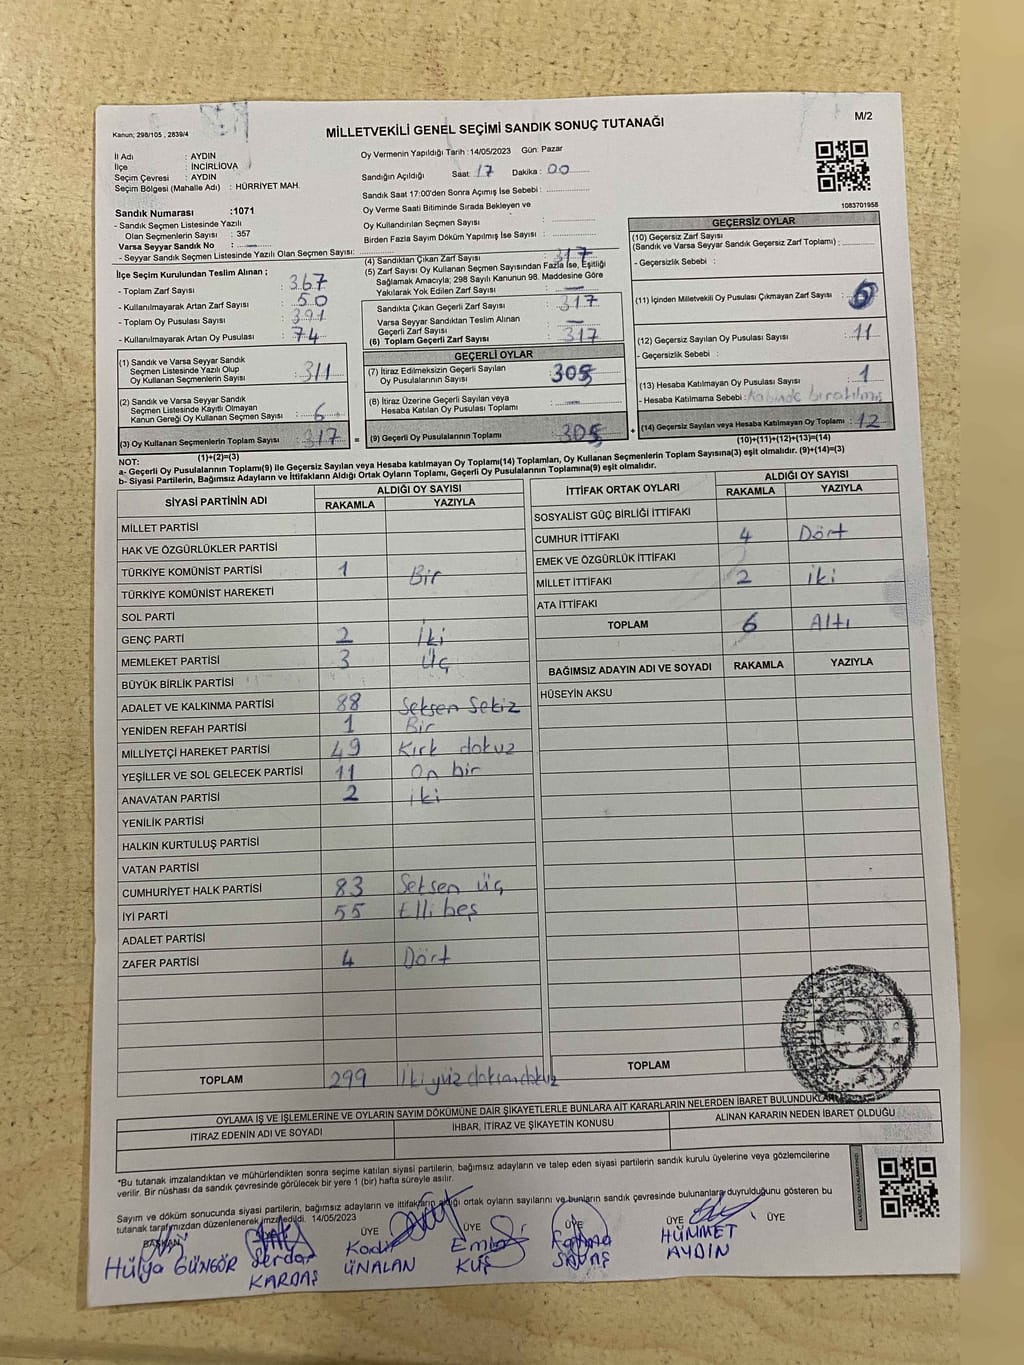 Kanun; 298/105 , 2839/4
MİLLETVEKİLİ GENEL SEÇİMİ SANDIK SONUÇ TUTANAĞI
M/2
İl Adı : AYDIN
İlçe : İNCİRLİOVA
Seçim Çevresi : AYDIN
Seçim Bölgesi (Mahalle Adı) : HÜRRİYET MAH.
Oy Vermenin Yapıldığı Tarih : 14/05/2023 Gün: Pazar
Sandığın Açıldığı Saat : 17 Dakika : 00
Sandık Saat 17:00'den Sonra Açımış İse Sebebi :
Oy Verme Saati Bitiminde Sırada Bekleyen ve
Oy Kullandırılan Seçmen Sayısı :
Birden Fazla Sayım Döküm Yapılmış İse Sayısı :
1083701958
Sandık Numarası :1071
- Sandık Seçmen Listesinde Yazılı
Olan Seçmenlerin Sayısı : 357
Varsa Seyyar Sandık No : -
- Seyyar Sandık Seçmen Listesinde Yazılı Olan Seçmen Sayısı:
İlçe Seçim Kurulundan Teslim Alınan ;
- Toplam Zarf Sayısı : 367
- Kullanılmayarak Artan Zarf Sayısı : 50
- Toplam Oy Pusulası Sayısı : 391
- Kullanılmayarak Artan Oy Pusulası : 74
(1) Sandık ve Varsa Seyyar Sandık
Seçmen Listesinde Yazılı Olup
Oy Kullanan Seçmenlerin Sayısı : 311
(2) Sandık ve Varsa Seyyar Sandık
Seçmen Listesinde Kayıtlı Olmayan
Kanun Gereği Oy Kullanan Seçmen Sayısı : 6
(3) Oy Kullanan Seçmenlerin Toplam Sayısı : 317
(1)+(2)=(3)
(4) Sandıktan Çıkan Zarf Sayısı : 317
(5) Zarf Sayısı Oy Kullanan Seçmen Sayısından Fazla İse, Eşitliği
Sağlamak Amacıyla; 298 Sayılı Kanunun 98. Maddesine Göre
Yakılarak Yok Edilen Zarf Sayısı : -
Sandıkta Çıkan Geçerli Zarf Sayısı : 317
Varsa Seyyar Sandıktan Teslim Alınan
Geçerli Zarf Sayısı : -
(6) Toplam Geçerli Zarf Sayısı : 317
GEÇERLİ OYLAR
(7) İtiraz Edilmeksizin Geçerli Sayılan
Oy Pusulalarının Sayısı : 305
(8) İtiraz Üzerine Geçerli Sayılan veya
Hesaba Katılan Oy Pusulası Toplamı : -
= (9) Geçerli Oy Pusulalarının Toplamı : 305
GEÇERSİZ OYLAR
(10) Geçersiz Zarf Sayısı
(Sandık ve Varsa Seyyar Sandık Geçersiz Zarf Toplamı) :
- Geçersizlik Sebebi :
(11) İçinden Milletvekili Oy Pusulası Çıkmayan Zarf Sayısı :
(12) Geçersiz Sayılan Oy Pusulası Sayısı : 11
- Geçersizlik Sebebi :
(13) Hesaba Katılmayan Oy Pusulası Sayısı : 1
- Hesaba Katılmama Sebebi : Kabinde bıratılmış
+ (14) Geçersiz Sayılan veya Hesaba Katılmayan Oy Toplamı : 12
(10)+(11)+(12)+(13)=(14)
NOT:
a- Geçerli Oy Pusulalarının Toplamı(9) ile Geçersiz Sayılan veya Hesaba katılmayan Oy Toplamı(14) Toplamları, Oy Kullanan Seçmenlerin Toplam Sayısına(3) eşit olmalıdır. (9)+(14)=(3)
b- Siyasi Partilerin, Bağımsız Adayların ve İttifakların Aldığı Ortak Oyların Toplamı, Geçerli Oy Pusulalarının Toplamına(9) eşit olmalıdır.
SİYASİ PARTİNİN ADI ALDIĞI OY SAYISI
RAKAMLA YAZIYLA
MİLLET PARTİSİ
HAK VE ÖZGÜRLÜKLER PARTİSİ
TÜRKİYE KOMÜNİST PARTİSİ 1 Bir
TÜRKİYE KOMÜNİST HAREKETİ
SOL PARTİ
GENÇ PARTİ 2 İki
MEMLEKET PARTİSİ 3 Üç
BÜYÜK BİRLİK PARTİSİ
ADALET VE KALKINMA PARTİSİ 88 Seksen Sekiz
YENİDEN REFAH PARTİSİ 1 Bir
MİLLİYETÇİ HAREKET PARTİSİ 49 Kırk dokuz
YEŞİLLER VE SOL GELECEK PARTİSİ 11 On bir
ANAVATAN PARTİSİ 2 iki
YENİLİK PARTİSİ
HALKIN KURTULUŞ PARTİSİ
VATAN PARTİSİ
CUMHURİYET HALK PARTİSİ 83 Seksen üç
İYİ PARTİ 55 Elli beş
ADALET PARTİSİ
ZAFER PARTİSİ 4 Dört
TOPLAM 299 İki yüz doksan dokuz
İTTİFAK ORTAK OYLARI ALDIĞI OY SAYISI
RAKAMLA YAZIYLA
SOSYALİST GÜÇ BİRLİĞİ İTTİFAKI
CUMHUR İTTİFAKI 4 Dört
EMEK VE ÖZGÜRLÜK İTTİFAKI
MİLLET İTTİFAKI 2 iki
ATA İTTİFAKI
TOPLAM 6 Altı
BAĞIMSIZ ADAYIN ADI VE SOYADI RAKAMLA YAZIYLA
HÜSEYİN AKSU
TOPLAM
OYLAMA İŞ VE İŞLEMLERİNE VE OYLARIN SAYIM DÖKÜMÜNE DAİR ŞİKAYETLERLE BUNLARA AİT KARARLARIN NELERDEN İBARET BULUNDUKLARI
İTİRAZ EDENİN ADI VE SOYADI İHBAR, İTİRAZ VE ŞİKAYETİN KONUSU ALINAN KARARIN NEDEN İBARET OLDUĞU
*Bu tutanak imzalandıktan ve mühürlendikten sonra seçime katılan siyasi partilerin, bağımsız adayların ve talep eden siyasi partilerin sandık kurulu üyelerine veya gözlemcilerine
verilir. Bir nüshası da sandık çevresinde görülecek bir yere 1 (bir) hafta süreyle asılır.
Sayım ve döküm sonucunda siyasi partilerin, bağımsız adayların ve ittifakların aldığı ortak oyların sayılarını ve bunların sandık çevresinde bulunanlara duyrulduğunu gösteren bu
tutanak tarafımızdan düzenlenerek imza edildi. 14/05/2023
BAŞKAN ÜYE ÜYE ÜYE ÜYE ÜYE
Hülya GÜNGÖR Serdar KARDAŞ Kadir ÜNALAN Emine KUŞ Fatma SAVAŞ HÜMMET AYDIN